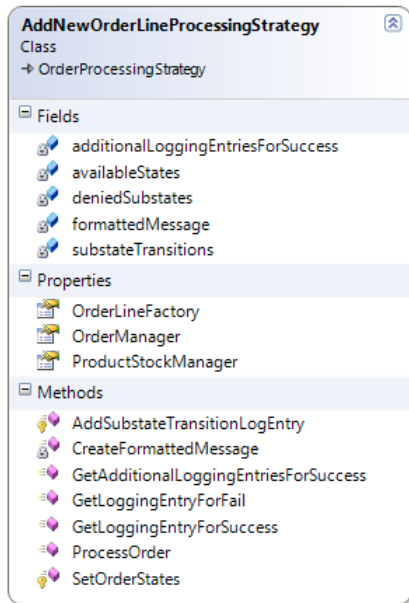 AddNewOrderLineProcessingStrategy
Class
OrderProcessingStrategy
Fields
additionalLoggingEntriesForSuccess
availableStates
deniedSubstates
formattedMessage
substateTransitions
Properties
OrderLineFactory
OrderManager
ProductStockManager
Methods
AddSubstateTransitionLogEntry
CreateFormattedMessage
GetAdditionalLoggingEntriesForSuccess
GetLoggingEntryForFail
GetLoggingEntryForSuccess
ProcessOrder
SetOrderStates